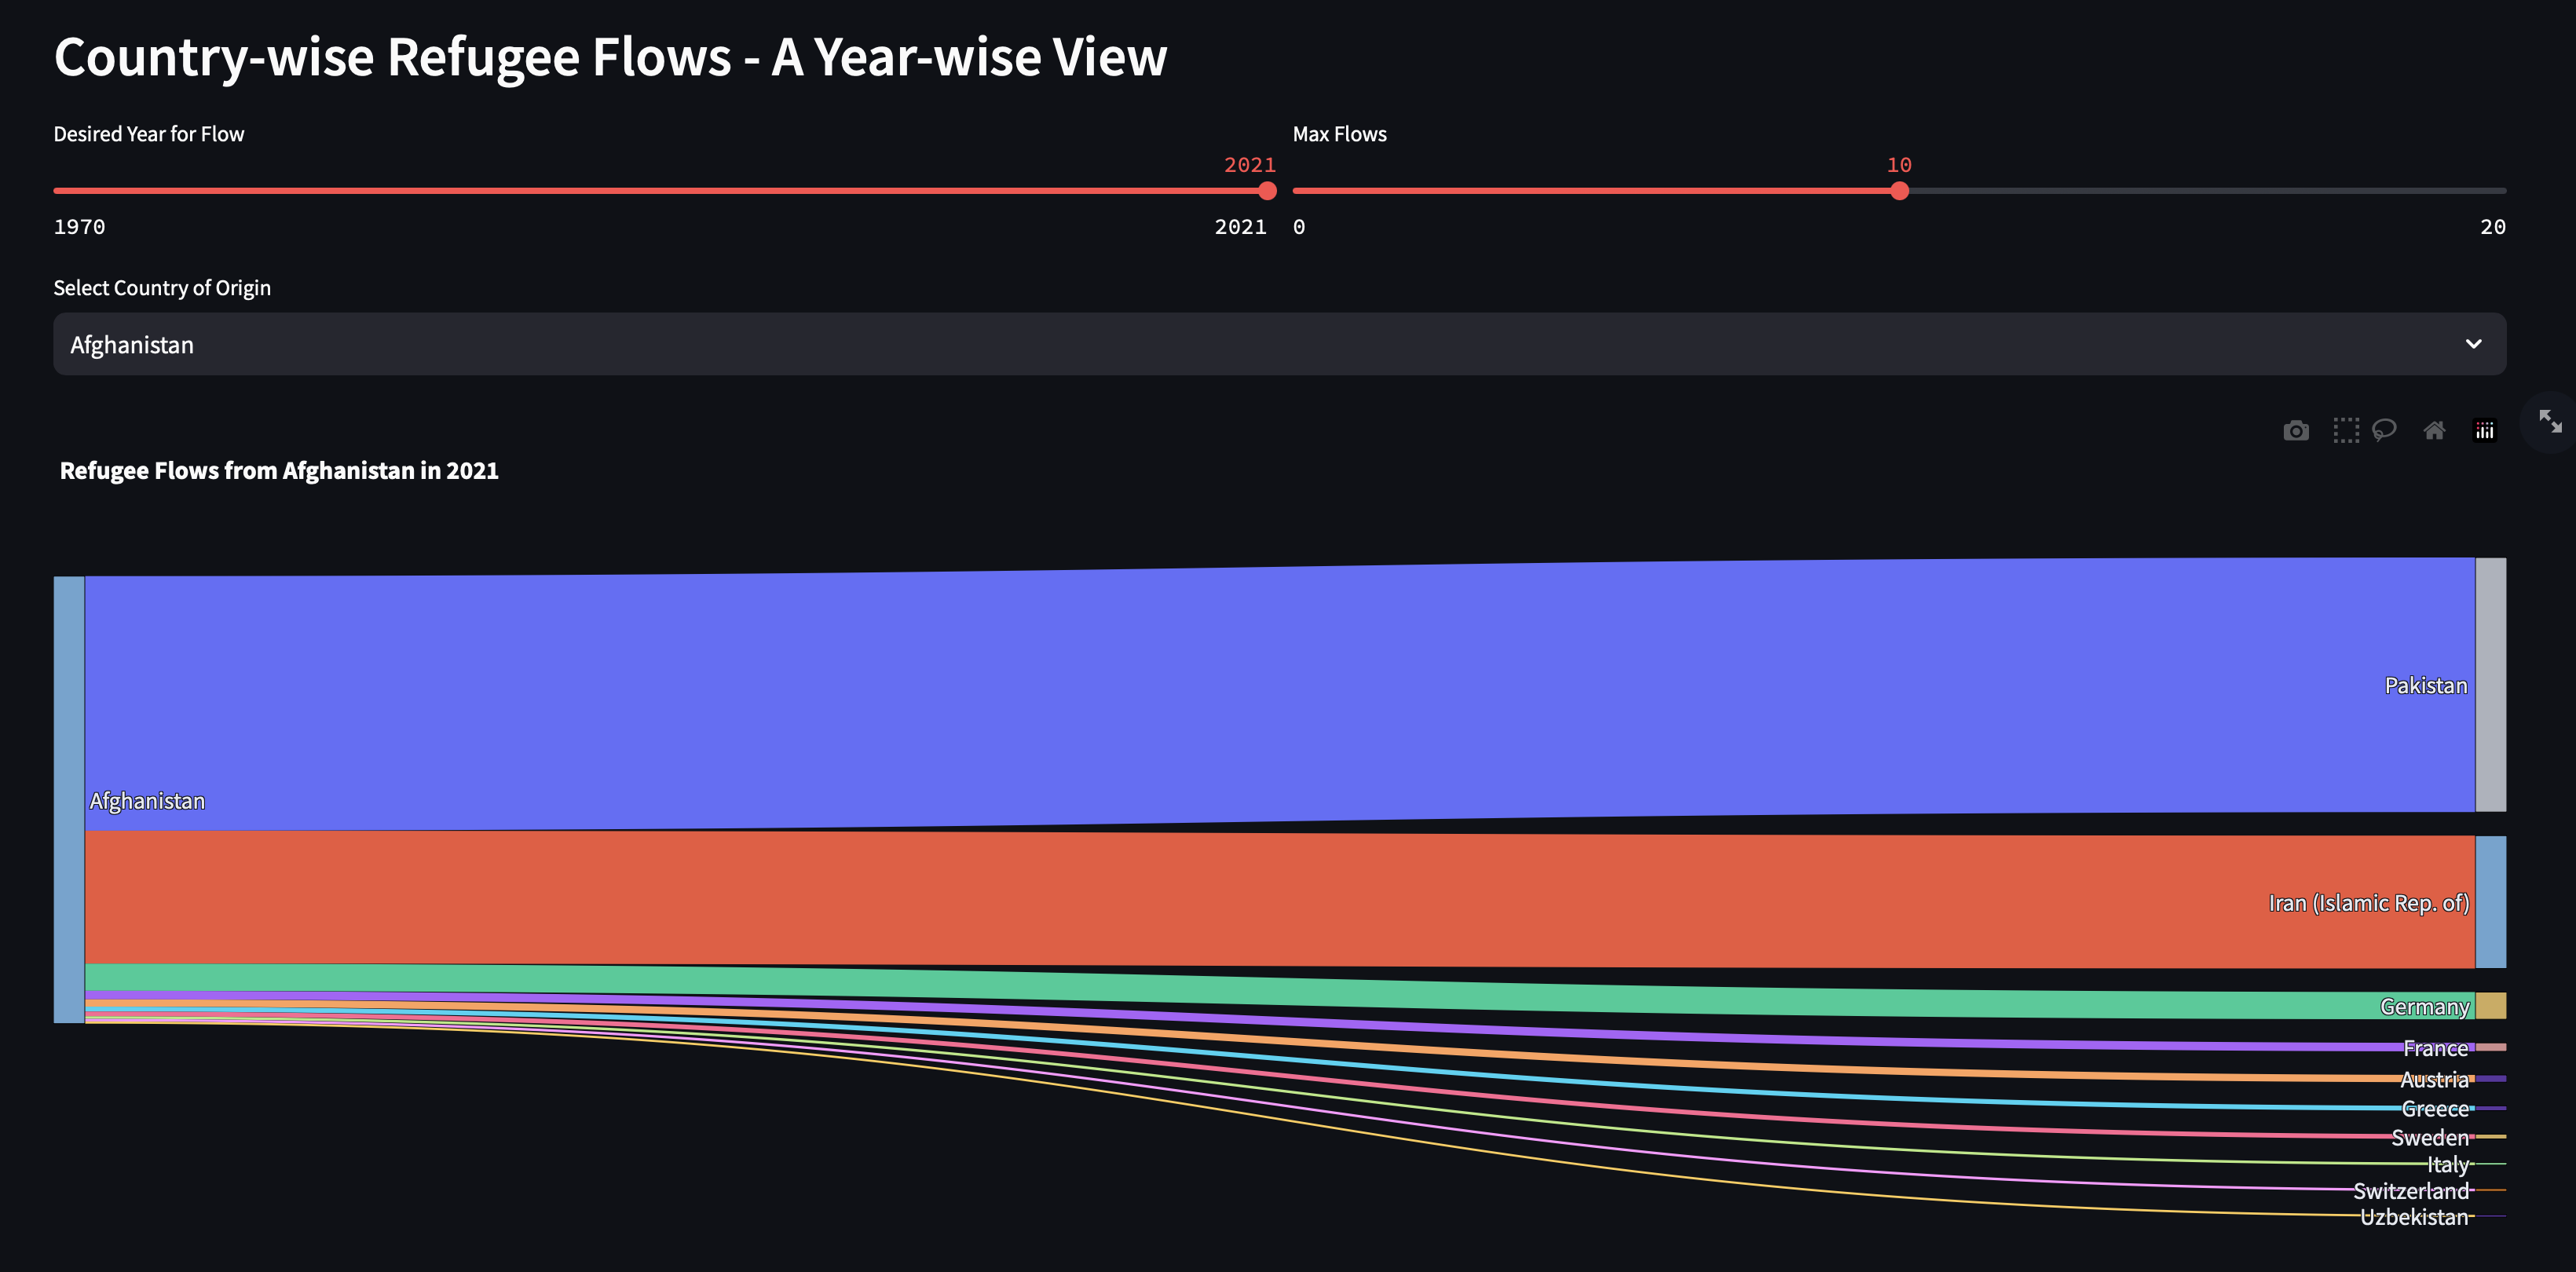 Country-wise Refugee Flows - A Year-wise View
Desired Year for Flow
Max Flows
2021
10
1970
2021
0
20
Select Country of Origin
Afghanistan
Refugee Flows from Afghanistan in 2021
Pakistan
Afghanistan
Iran (Islamic Rep. of)
Germany
France
Austria
Greece
Sweden
Italy
Switzerland
Uzbekistan